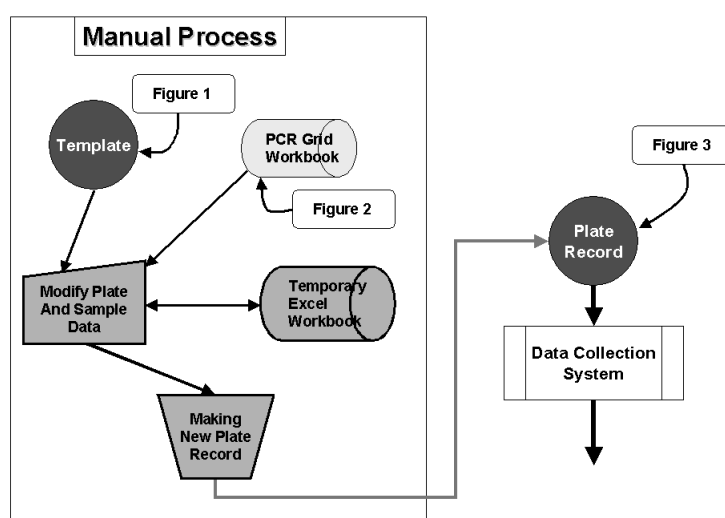 Manual Process
Figure 1
Template
PCR Grid
Workbook
Figure 2
Modify Plate
And Sample
Data
Temporary
Excel
Workbook
Making
New Plate
Record
Figure 3
Plate
Record
Data Collection
System